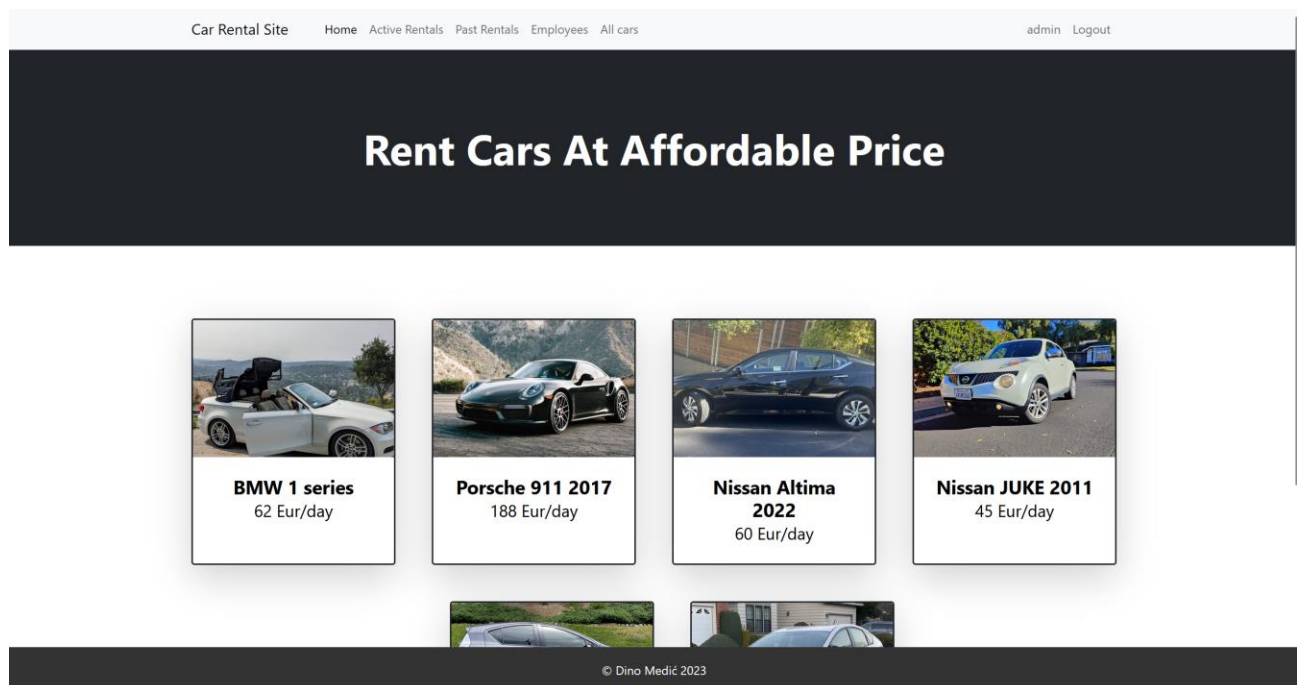 Car Rental Site Home Active Rentals Past Rentals Employees All cars admin Logout
Rent Cars At Affordable Price
BMW 1 series
62 Eur/day
Porsche 911 2017
188 Eur/day
Nissan Altima
2022
60 Eur/day
Nissan JUKE 2011
45 Eur/day
© Dino Medić 2023